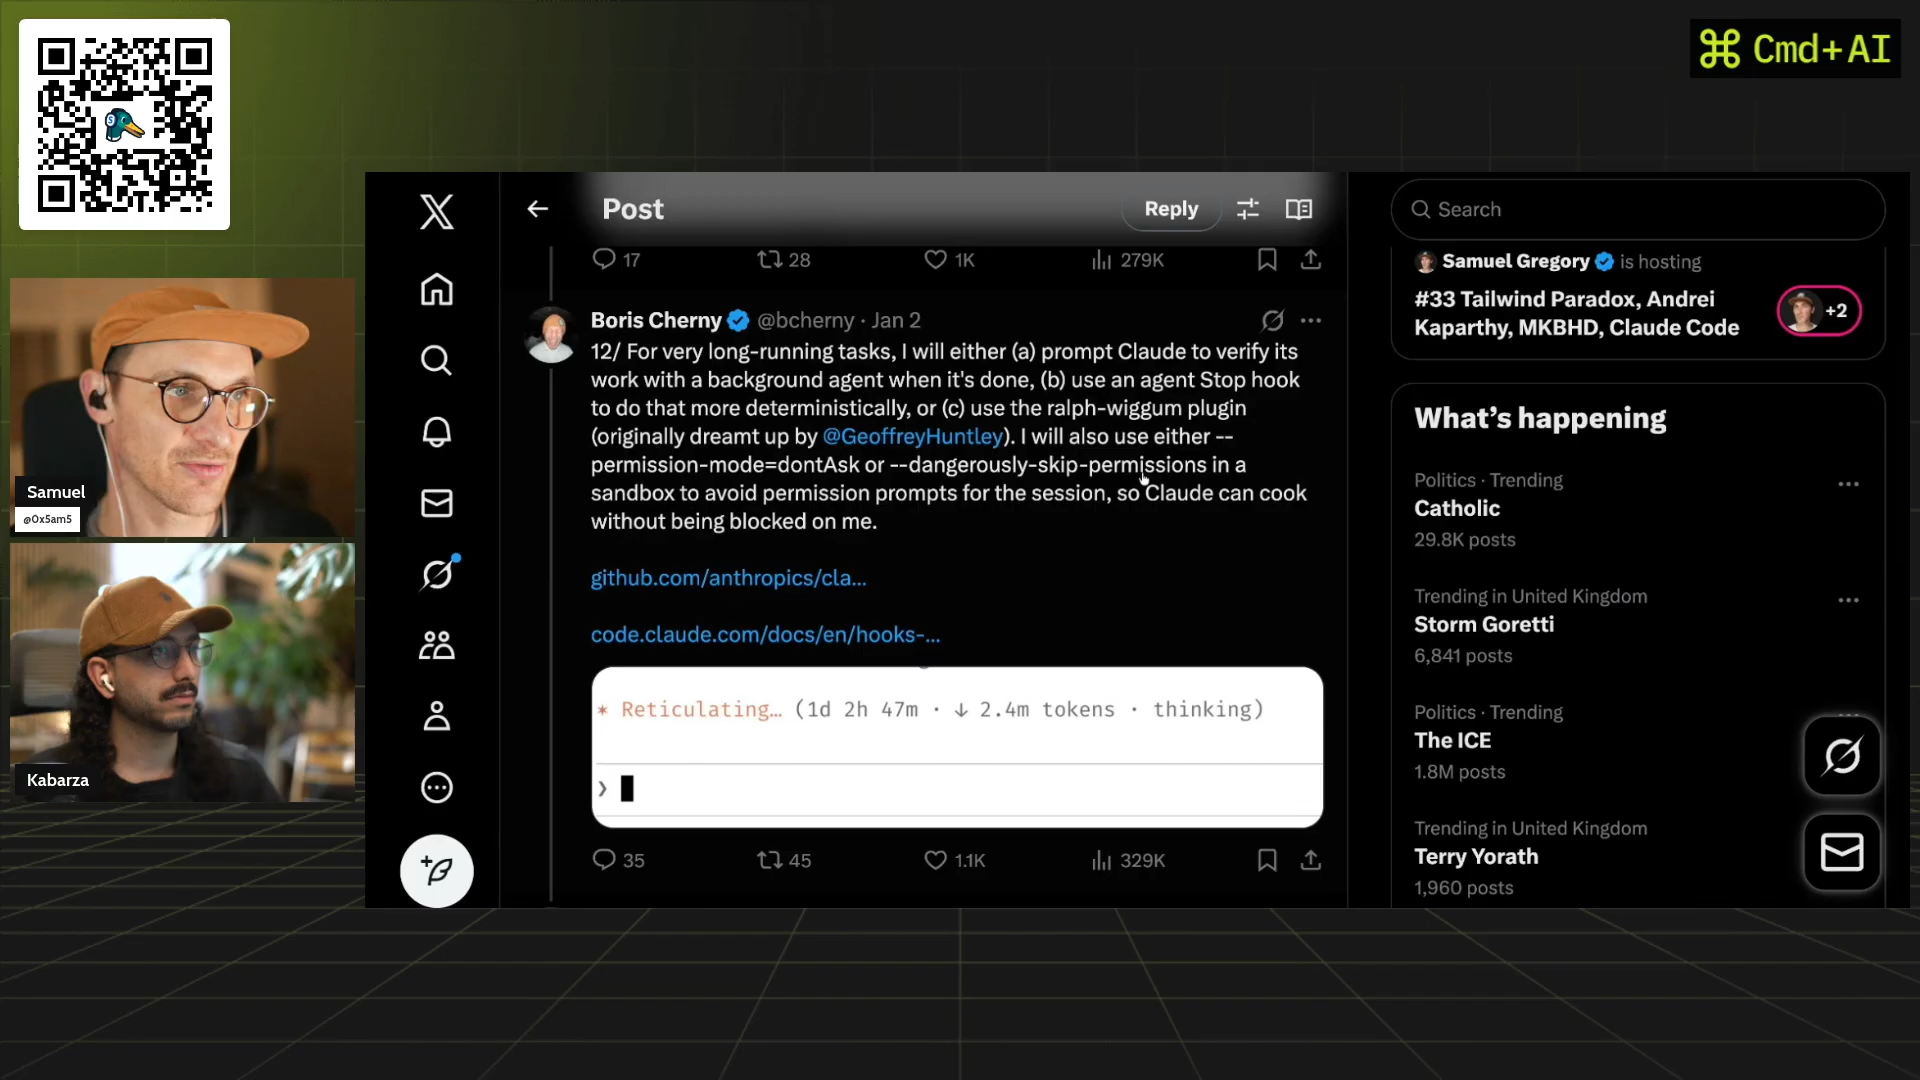 ⌘ Cmd+AI
Samuel
@0x5am5
Kabarza
Post
Reply
17
28
1K
279K
Boris Cherny @bcherny · Jan 2
12/ For very long-running tasks, I will either (a) prompt Claude to verify its
work with a background agent when it's done, (b) use an agent Stop hook
to do that more deterministically, or (c) use the ralph-wiggum plugin
(originally dreamt up by @GeoffreyHuntley). I will also use either --
permission-mode=dontAsk or --dangerously-skip-permissions in a
sandbox to avoid permission prompts for the session, so Claude can cook
without being blocked on me.
github.com/anthropics/cla...
code.claude.com/docs/en/hooks-...
* Reticulating… (1d 2h 47m · ↓ 2.4m tokens · thinking)
❯
35
45
1.1K
329K
Search
Samuel Gregory is hosting
#33 Tailwind Paradox, Andrei
Kaparthy, MKBHD, Claude Code
+2
What's happening
Politics · Trending
Catholic
29.8K posts
Trending in United Kingdom
Storm Goretti
6,841 posts
Politics · Trending
The ICE
1.8M posts
Trending in United Kingdom
Terry Yorath
1,960 posts